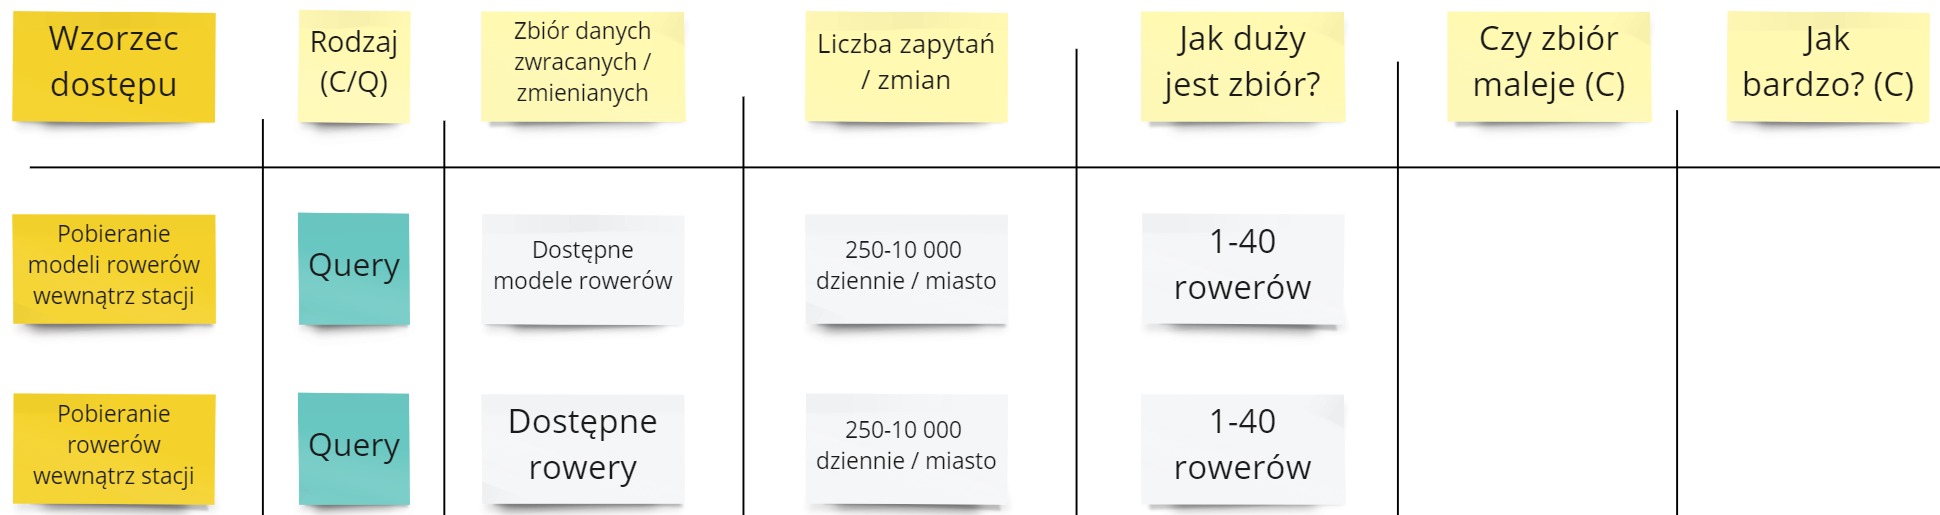 Wzorzec
dostępu
Rodzaj
(C/Q)
Zbiór danych
zwracanych /
zmienianych
Liczba zapytań
/ zmian
Jak duży
jest zbiór?
Czy zbiór
maleje (C)
Jak
bardzo? (C)
Pobieranie
modeli rowerów
wewnątrz stacji
Query
Dostępne
modele rowerów
250-10 000
dziennie / miasto
1-40
rowerów
Pobieranie
rowerów
wewnątrz stacji
Query
Dostępne
rowery
250-10 000
dziennie / miasto
1-40
rowerów